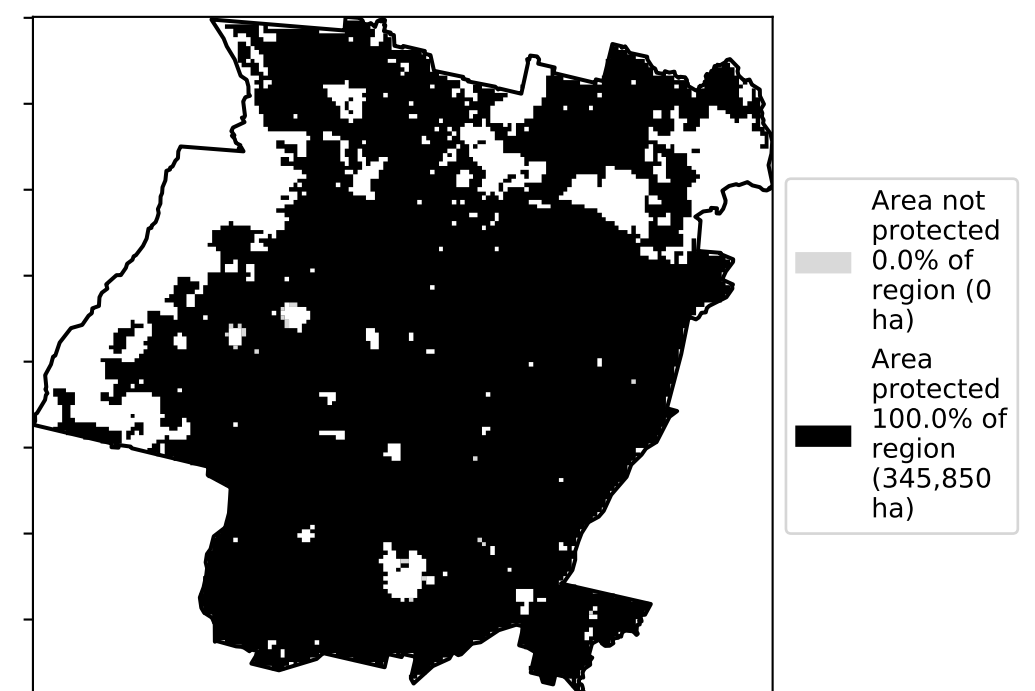 Area not
protected
0.0% of
region (0
ha)
Area
protected
100.0% of
region
(345,850
ha)